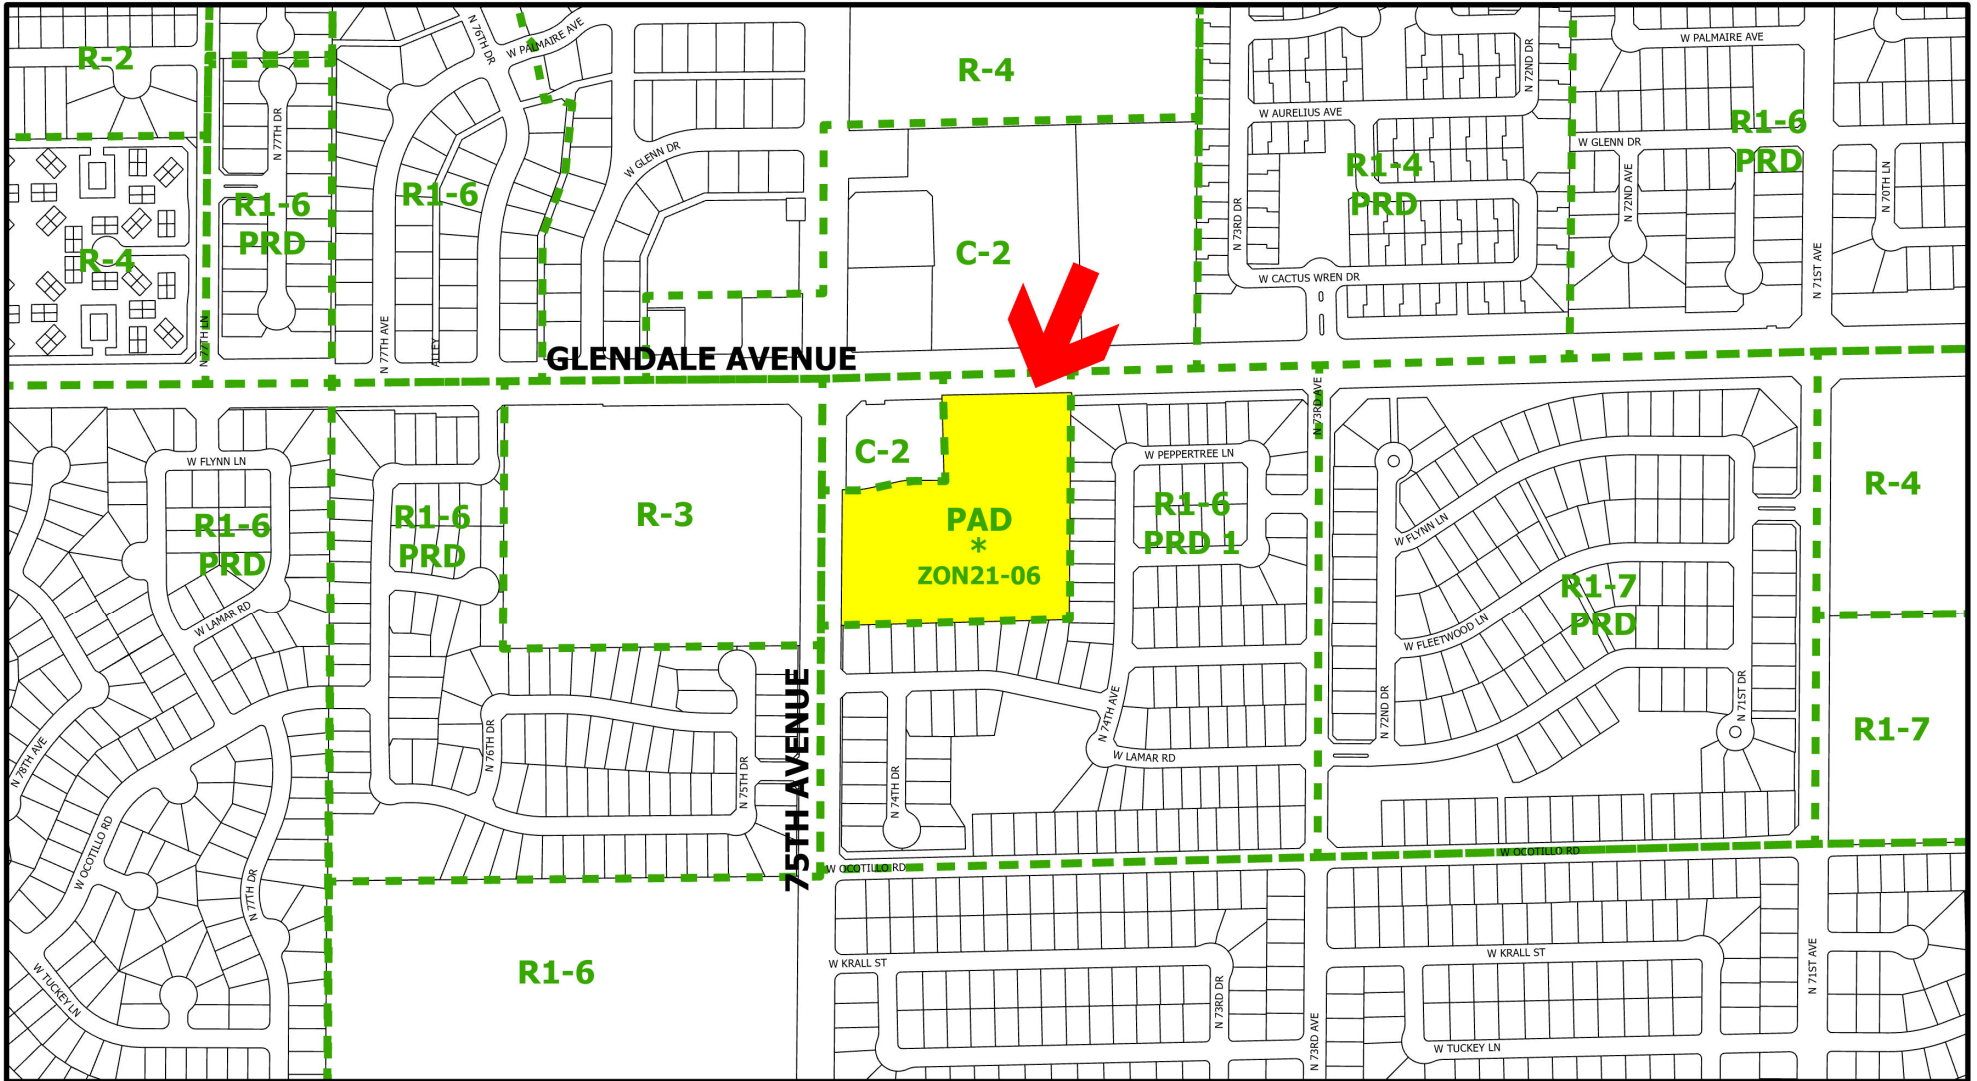 N 76TH DR
W PALMAIRE AVE
W PALMAIRE AVE
R-2
R-4
N 72ND DR
N 77TH DR
W AURELIUS AVE
R1-6
PRD
W GLENN DR
W GLENN DR
R1-4
PRD
R1-6
PRD
R1-6
N 72ND AVE
N 70TH LN
N 73RD DR
R-4
C-2
W CACTUS WREN DR
N 71ST AVE
N 77TH LN
N 77TH AVE
ALLEY
GLENDALE AVENUE
N 73RD AVE
C-2
W PEPPERTREE LN
W FLYNN LN
R-4
R1-6
PRD
R1-6
PRD
R-3
PAD
*
ZON21-06
R1-6
PRD 1
W FLYNN LN
R1-7
PRD
W LAMAR RD
W FLEETWOOD LN
75TH AVENUE
N 74TH AVE
N 72ND DR
N 71ST DR
R1-7
N 78TH AVE
N 76TH DR
N 75TH DR
N 74TH DR
W LAMAR RD
W OCOTILLO RD
W OCOTILLO RD
W OCOTILLO RD
N 77TH DR
R1-6
W KRALL ST
W KRALL ST
N 73RD DR
N 71ST AVE
W TUCKEY LN
N 73RD AVE
W TUCKEY LN